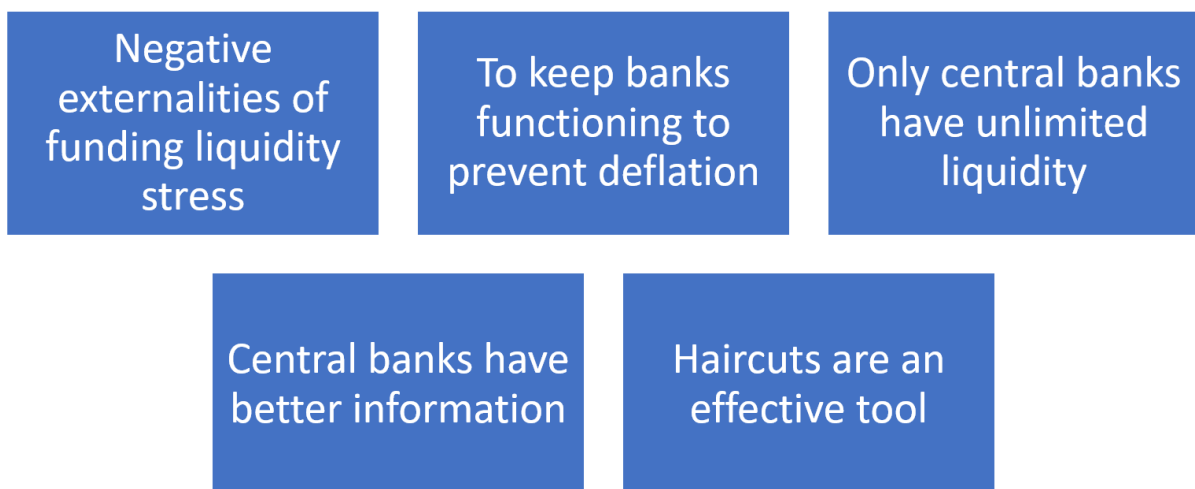 Negative
externalities of
funding liquidity
stress
To keep banks
functioning to
prevent deflation
Only central banks
have unlimited
liquidity
Central banks have
better information
Haircuts are an
effective tool